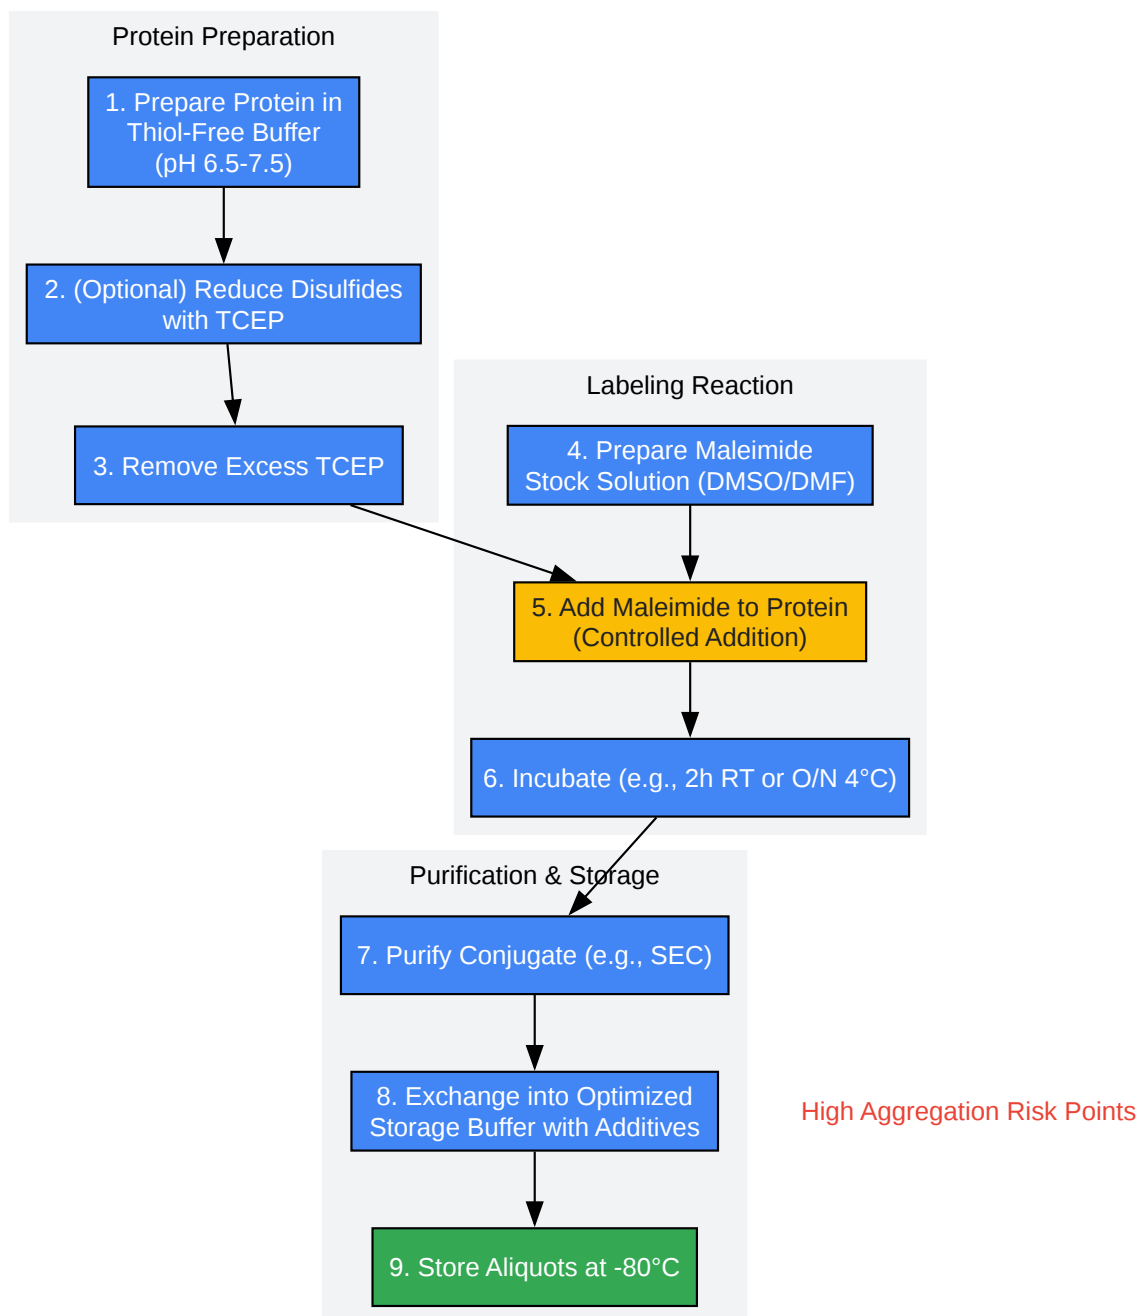 Protein Preparation
1. Prepare Protein in
Thiol-Free Buffer
(pH 6.5-7.5)
2. (Optional) Reduce Disulfides
with TCEP
3. Remove Excess TCEP
Labeling Reaction
4. Prepare Maleimide
Stock Solution (DMSO/DMF)
5. Add Maleimide to Protein
(Controlled Addition)
6. Incubate (e.g., 2h RT or O/N 4°C)
Purification & Storage
7. Purify Conjugate (e.g., SEC)
8. Exchange into Optimized
Storage Buffer with Additives
High Aggregation Risk Points
9. Store Aliquots at -80°C